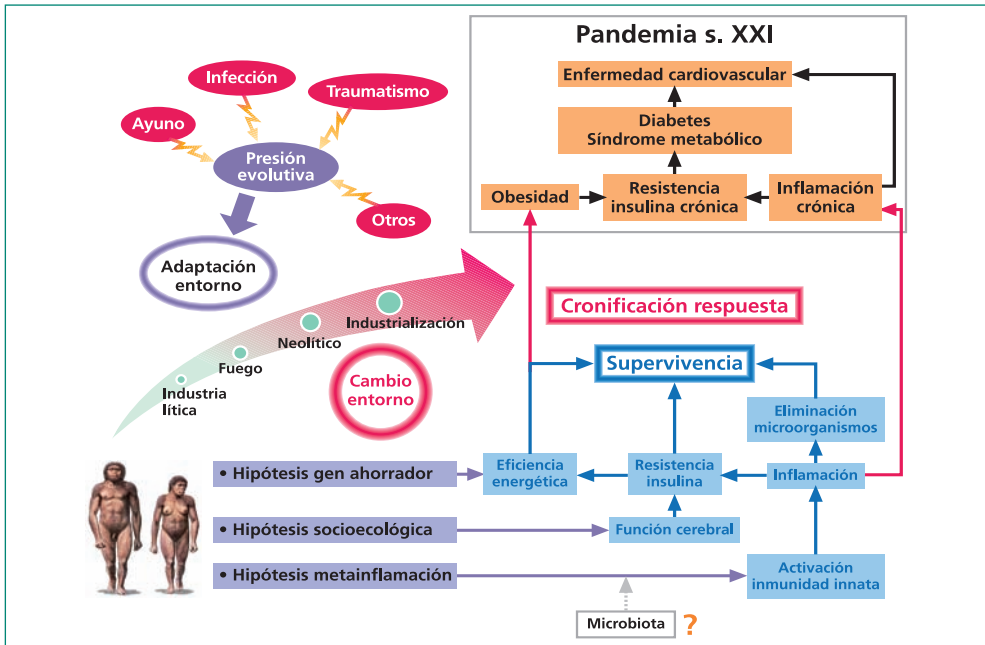 Pandemia s. XXI
Enfermedad cardiovascular
Diabetes
Síndrome metabólico
Obesidad
Resistencia
insulina crónica
Inflamación
crónica
Infección
Traumatismo
Ayuno
Presión
evolutiva
Otros
Adaptación
entorno
Industrialización
Neolítico
Fuego
Industria
lítica
Cambio
entorno
Cronificación respuesta
Supervivencia
Eliminación
microorganismos
• Hipótesis gen ahorrador
Eficiencia
energética
Resistencia
insulina
Inflamación
• Hipótesis socioecológica
Función cerebral
• Hipótesis metainflamación
Activación
inmunidad innata
Microbiota ?